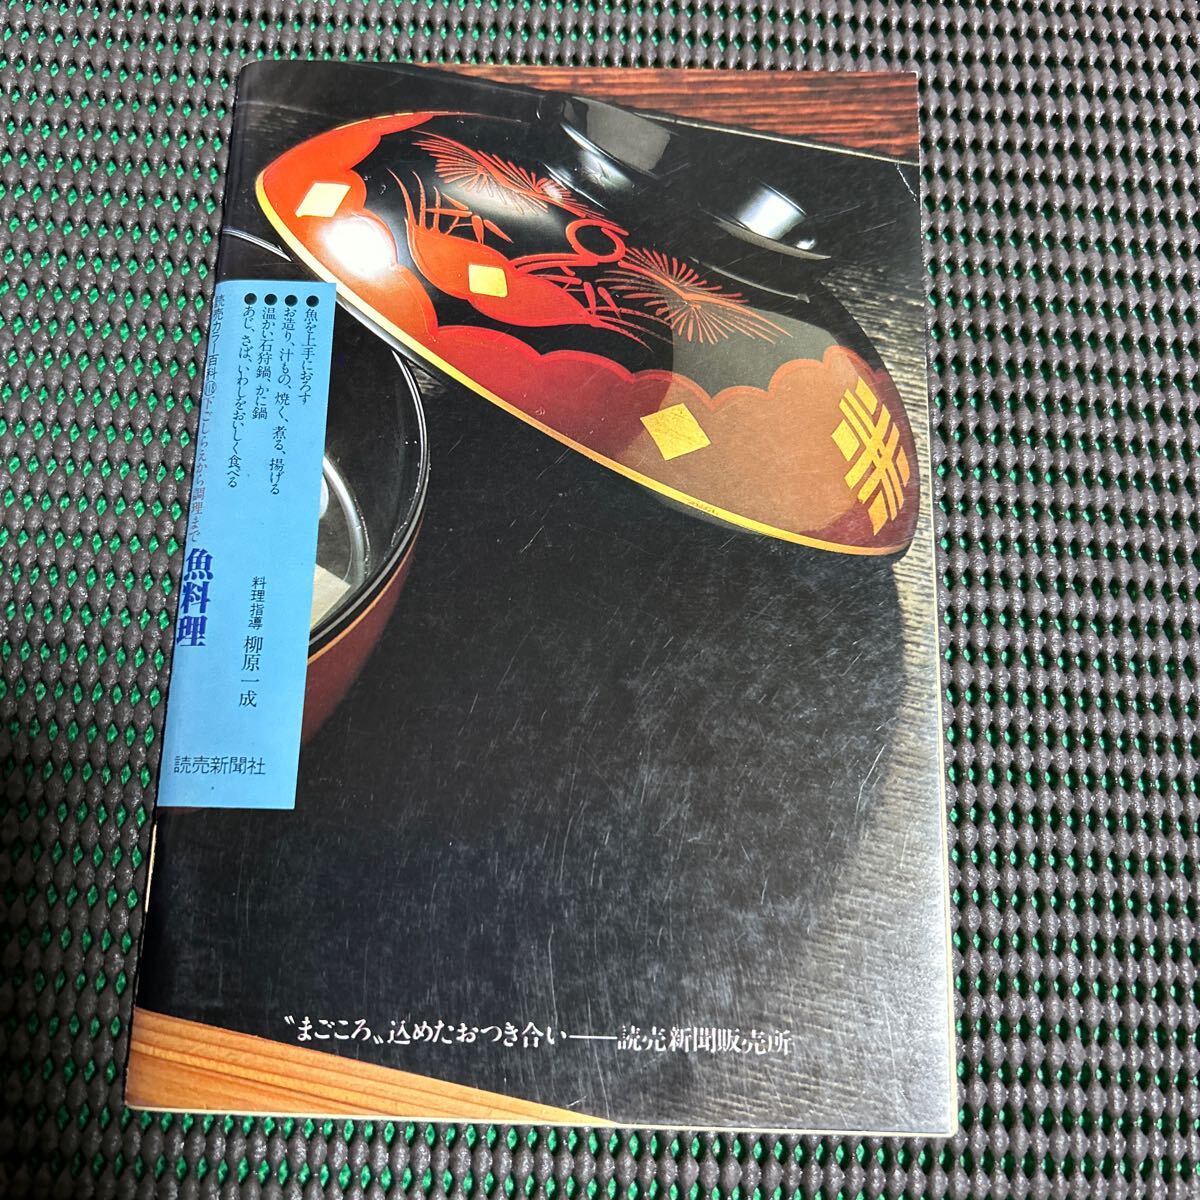 ●魚を上手におろす
●お造り、汁もの、焼く、煮る、揚げる
●温かい石狩鍋、かに鍋
●あじ、さば、いわしをおいしく食べる
料理指導 柳原一成
読売カラー百科
下ごしらえから調理まで
魚料理
読売新聞社
〝まごころ〟込めたおつき合い──読売新聞販売所